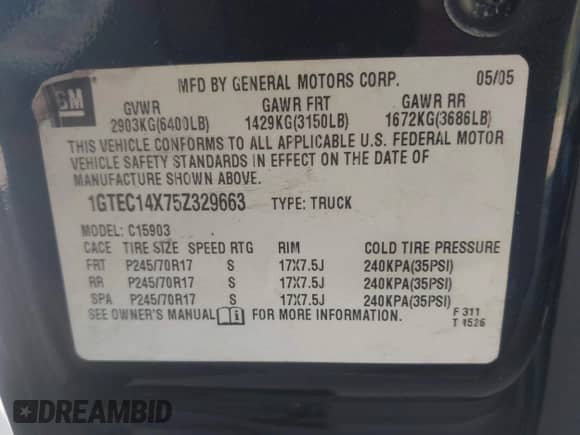 GM
MFD BY GENERAL MOTORS CORP. 05/05
GVWR GAWR FRT GAWR RR
2903KG(6400LB) 1429KG(3150LB) 1672KG(3686LB)
THIS VEHICLE CONFORMS TO ALL APPLICABLE U.S. FEDERAL MOTOR
VEHICLE SAFETY STANDARDS IN EFFECT ON THE DATE OF
MANUFACTURE SHOWN ABOVE.
1GTEC14X75Z329663 TYPE: TRUCK
MODEL: C15903
CACE TIRE SIZE SPEED RTG RIM COLD TIRE PRESSURE
FRT P245/70R17 S 17X7.5J 240KPA(35PSI)
RR P245/70R17 S 17X7.5J 240KPA(35PSI)
SPA P245/70R17 S 17X7.5J 240KPA(35PSI)
SEE OWNER'S MANUAL FOR MORE INFORMATION.
F 311
T 1526
DREAMBID